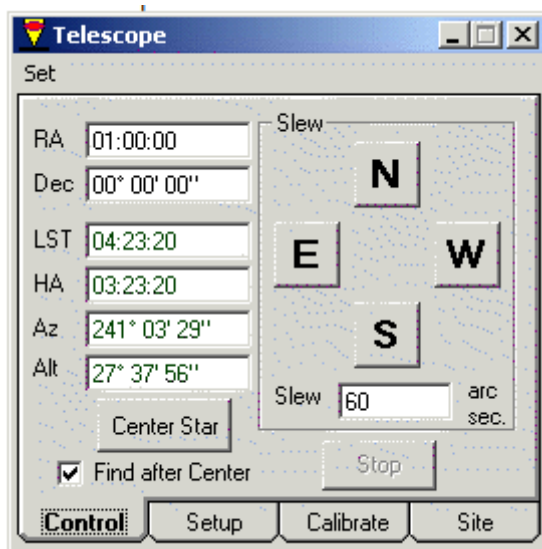 Telescope
Set
RA 01:00:00
Dec 00° 00' 00"
LST 04:23:20
HA 03:23:20
Az 241° 03' 29"
Alt 27° 37' 56"
Center Star
Find after Center
Slew
N
E W
S
Slew 60 arc sec.
Stop
Control Setup Calibrate Site